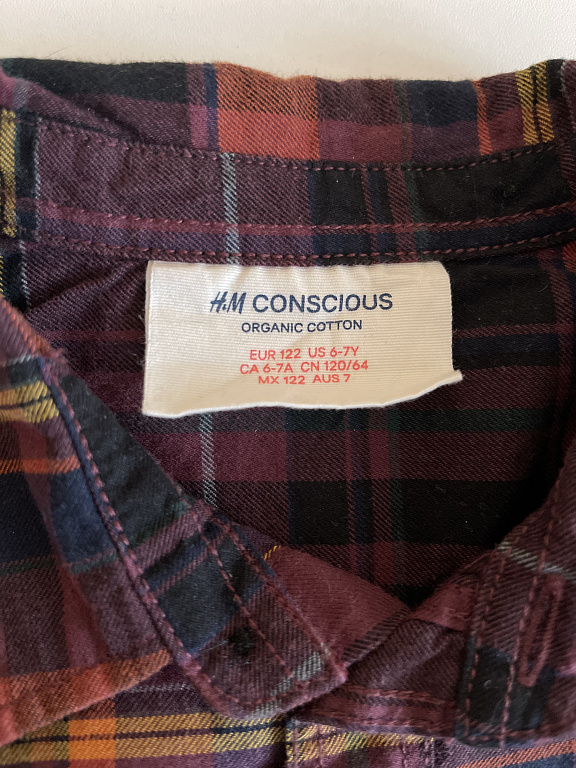 H&M CONSCIOUS
ORGANIC COTTON
EUR 122 US 6-7Y
CA 6-7A CN 120/64
MX 122 AUS 7